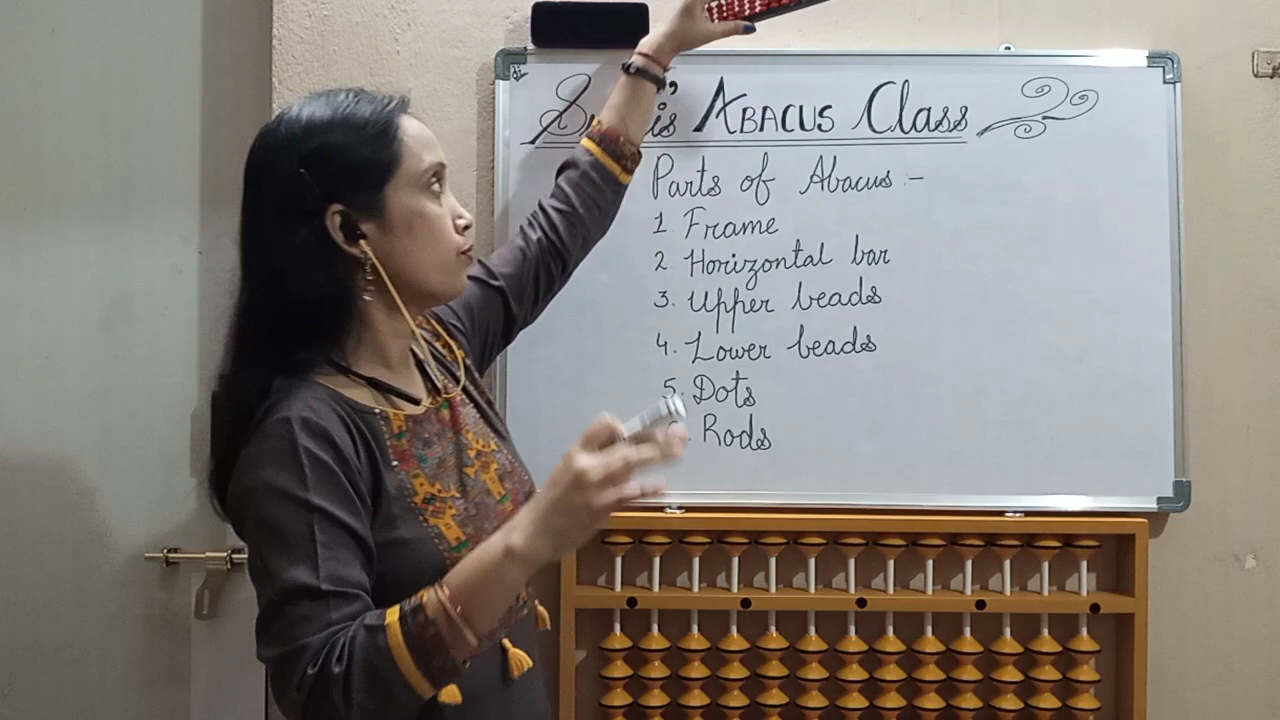 Abacus Class
Parts of Abacus :-
1. Frame
2. Horizontal bar
3. Upper beads
4. Lower beads
5. Dots
Rods